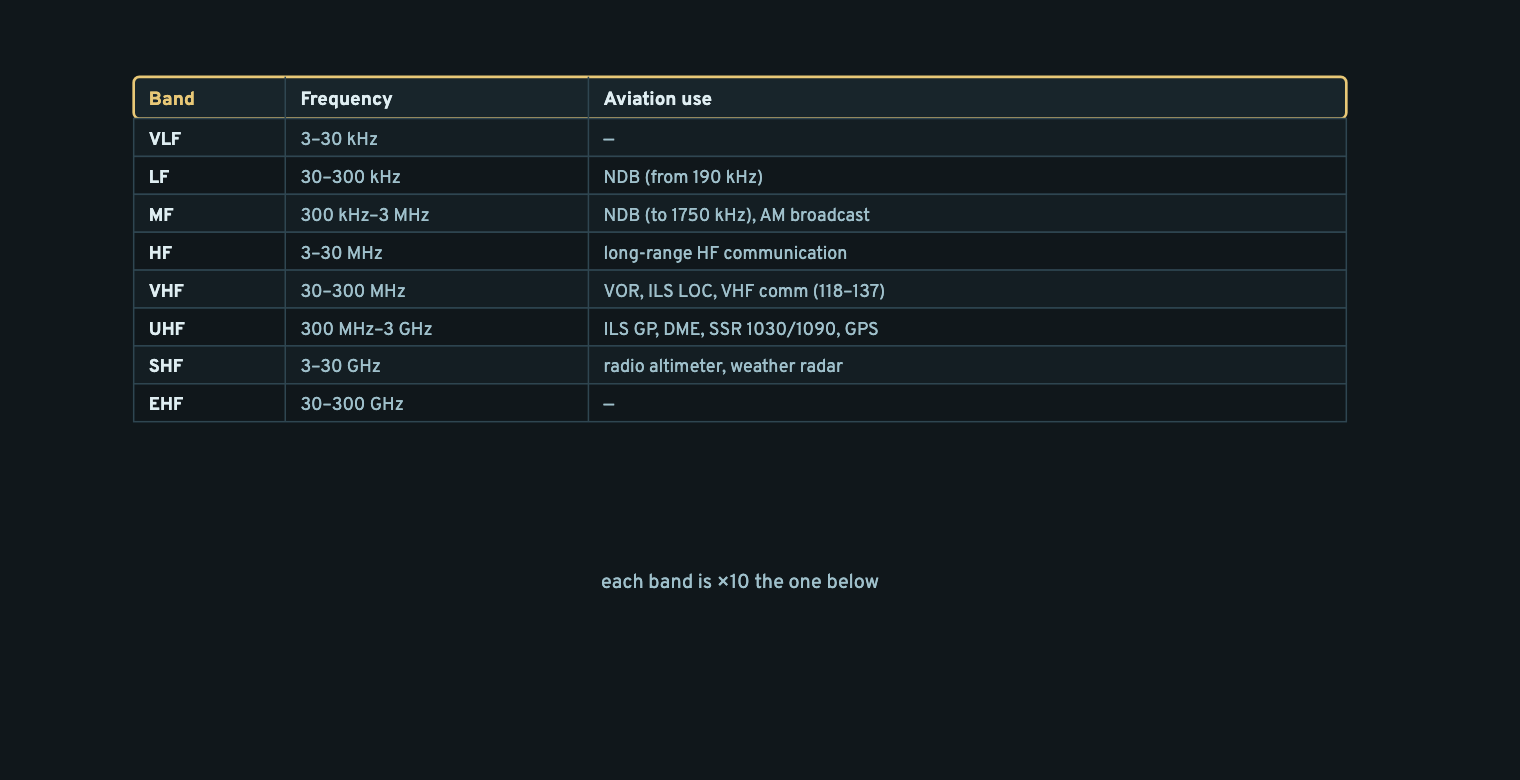 Band Frequency Aviation use
VLF 3–30 kHz —
LF 30–300 kHz NDB (from 190 kHz)
MF 300 kHz–3 MHz NDB (to 1750 kHz), AM broadcast
HF 3–30 MHz long-range HF communication
VHF 30–300 MHz VOR, ILS LOC, VHF comm (118–137)
UHF 300 MHz–3 GHz ILS GP, DME, SSR 1030/1090, GPS
SHF 3–30 GHz radio altimeter, weather radar
EHF 30–300 GHz —
each band is ×10 the one below